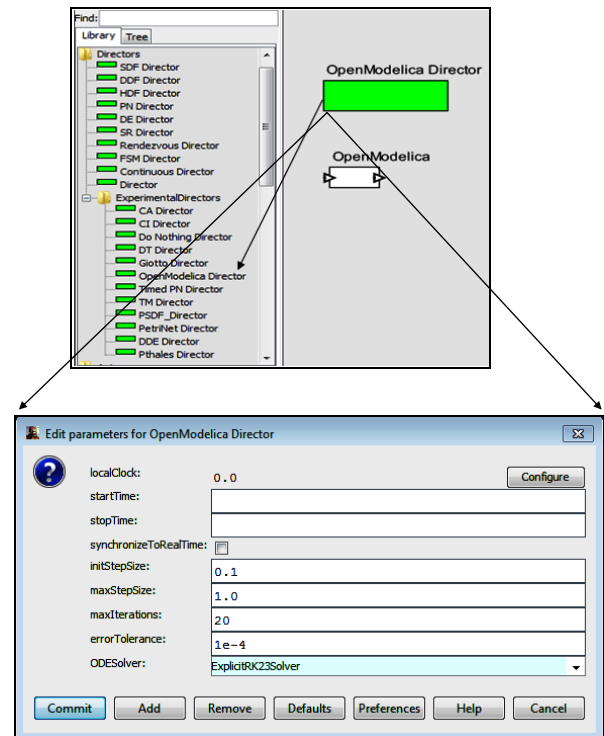 Find:
Library Tree
Directors
SDF Director
DDF Director
HDF Director
PN Director
DE Director
SR Director
Rendezvous Director
FSM Director
Continuous Director
Director
ExperimentalDirectors
CA Director
CI Director
Do Nothing Director
DT Director
Giotto Director
OpenModelica Director
Timed PN Director
TM Director
PSDF_Director
PetriNet Director
DDE Director
Pthales Director
OpenModelica Director
OpenModelica
Edit parameters for OpenModelica Director
localClock: 0.0 Configure
startTime:
stopTime:
synchronizeToRealTime:
initStepSize: 0.1
maxStepSize: 1.0
maxIterations: 20
errorTolerance: 1e-4
ODESolver: ExplicitRK23Solver
Commit Add Remove Defaults Preferences Help Cancel